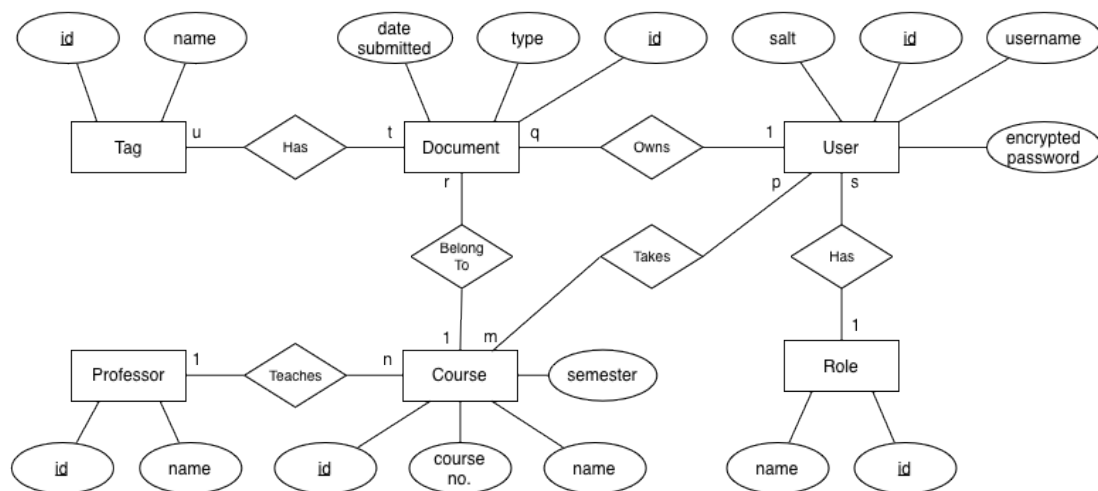 id
name
date
submitted
type
id
salt
id
username
Tag
u
Has
t
Document
q
Owns
1
User
encrypted
password
r
p
s
Belong
To
Takes
Has
1
m
1
Professor
1
Teaches
n
Course
semester
Role
id
name
id
course
no.
name
name
id